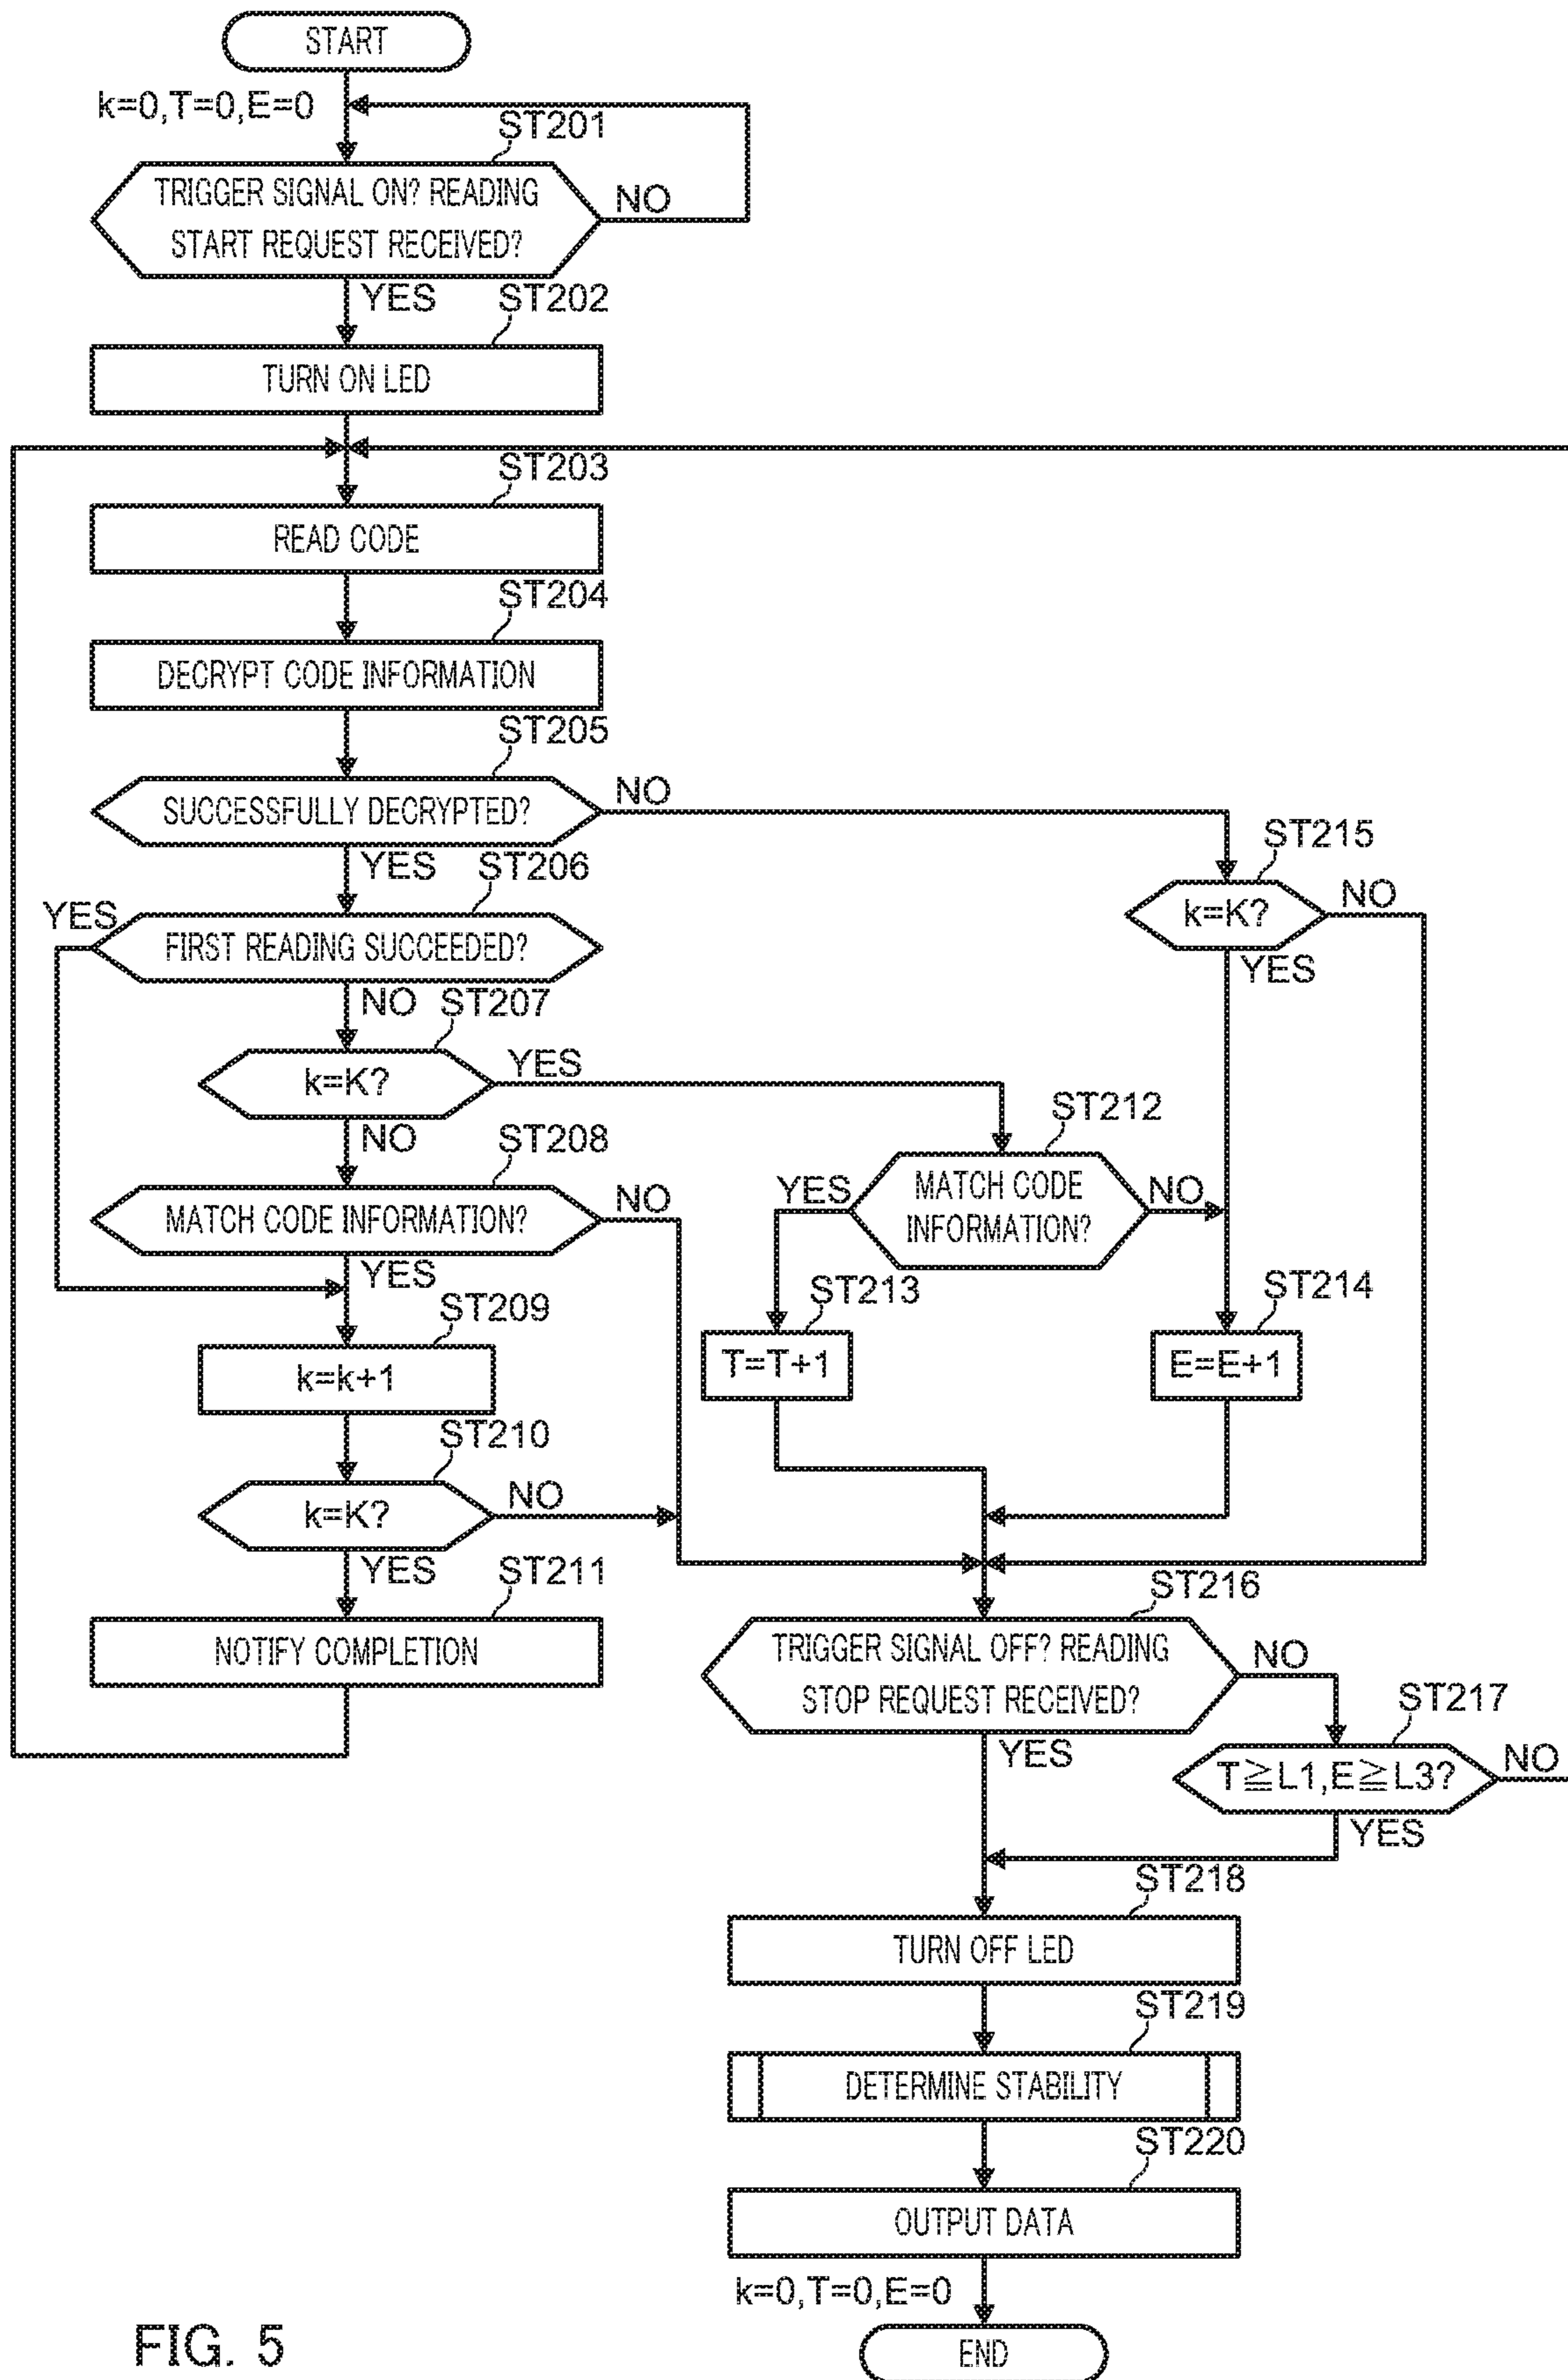 START
k=0,T=0,E=0
ST201
TRIGGER SIGNAL ON? READING
START REQUEST RECEIVED?
NO
YES
ST202
TURN ON LED
ST203
READ CODE
ST204
DECRYPT CODE INFORMATION
ST205
SUCCESSFULLY DECRYPTED?
NO
YES
ST206
YES
FIRST READING SUCCEEDED?
NO
ST207
k=K?
YES
NO
ST208
MATCH CODE INFORMATION?
NO
YES
ST209
k=k+1
ST210
k=K?
NO
YES
ST211
NOTIFY COMPLETION
ST215
k=K?
NO
YES
ST212
YES
MATCH CODE
INFORMATION?
NO
ST213
T=T+1
ST214
E=E+1
ST216
TRIGGER SIGNAL OFF? READING
STOP REQUEST RECEIVED?
NO
YES
ST217
T≧L1,E≧L3?
NO
YES
ST218
TURN OFF LED
ST219
DETERMINE STABILITY
ST220
OUTPUT DATA
k=0,T=0,E=0
END
FIG. 5